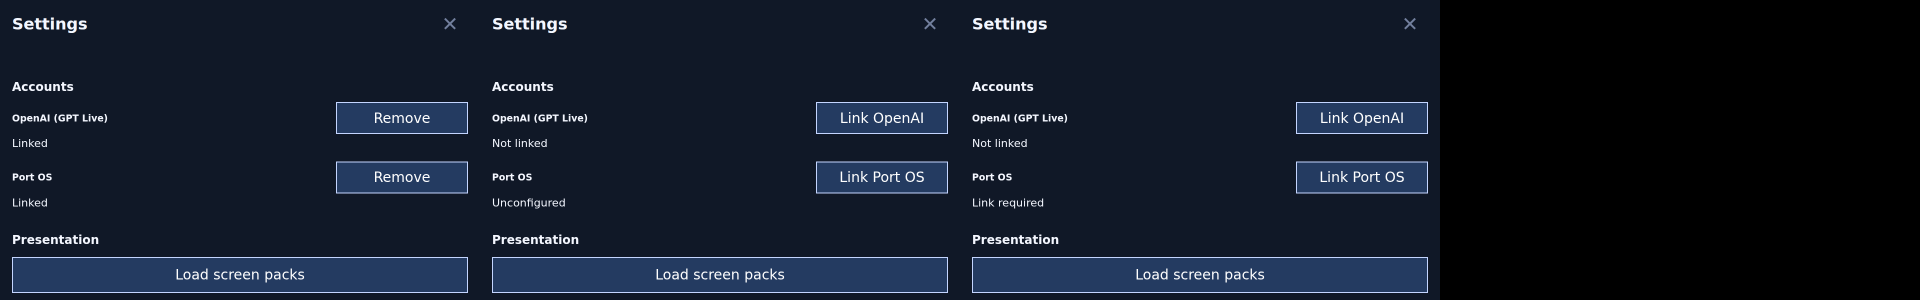 Settings ✕
Accounts
OpenAI (GPT Live) Remove
Linked
Port OS Remove
Linked
Presentation
Load screen packs
Settings ✕
Accounts
OpenAI (GPT Live) Link OpenAI
Not linked
Port OS Link Port OS
Unconfigured
Presentation
Load screen packs
Settings ✕
Accounts
OpenAI (GPT Live) Link OpenAI
Not linked
Port OS Link Port OS
Link required
Presentation
Load screen packs